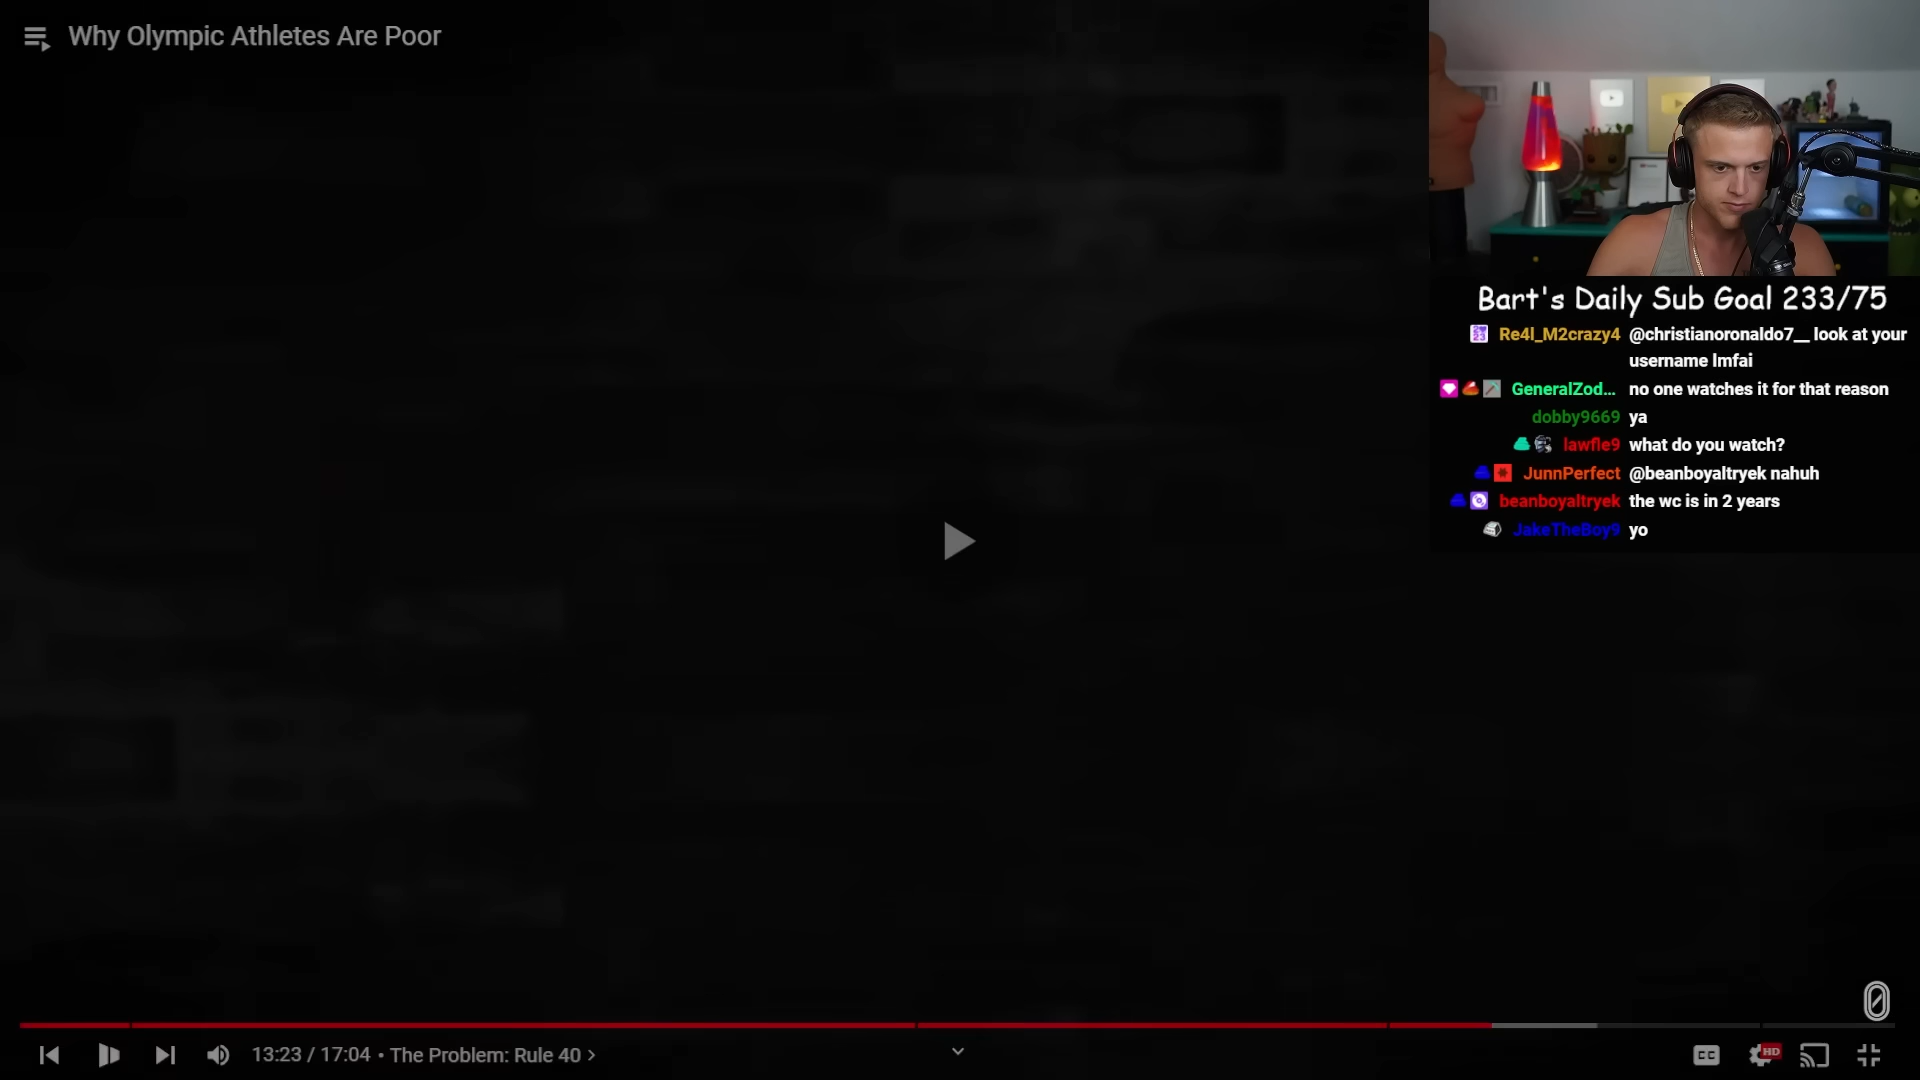 Why Olympic Athletes Are Poor
Bart's Daily Sub Goal 233/75
Re4l_M2crazy4 @christianoronaldo7__ look at your
username lmfai
GeneralZod... no one watches it for that reason
dobby9669 ya
lawfle9 what do you watch?
JunnPerfect @beanboyaltryek nahuh
beanboyaltryek the wc is in 2 years
JakeTheBoy9 yo
13:23 / 17:04 • The Problem: Rule 40 ›
CC
HD